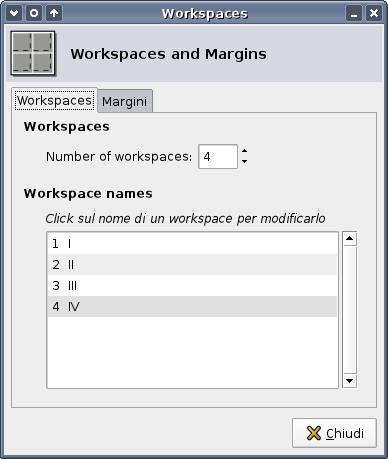 Workspaces
Workspaces and Margins
Workspaces Margini
Workspaces
Number of workspaces: 4
Workspace names
Click sul nome di un workspace per modificarlo
1 I
2 II
3 III
4 IV
Chiudi